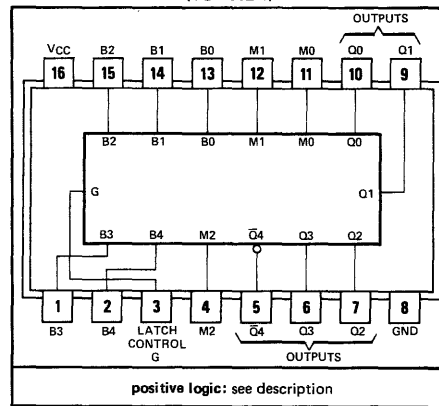 OUTPUTS
VCC B2 B1 B0 M1 M0 Q0 Q1
16 15 14 13 12 11 10 9
B2 B1 B0 M1 M0 Q0
G Q1
B3 B4 M2 Q̅4 Q3 Q2
1 2 3 4 5 6 7 8
B3 B4 LATCH M2 Q̅4 Q3 Q2 GND
CONTROL
G OUTPUTS
positive logic: see description